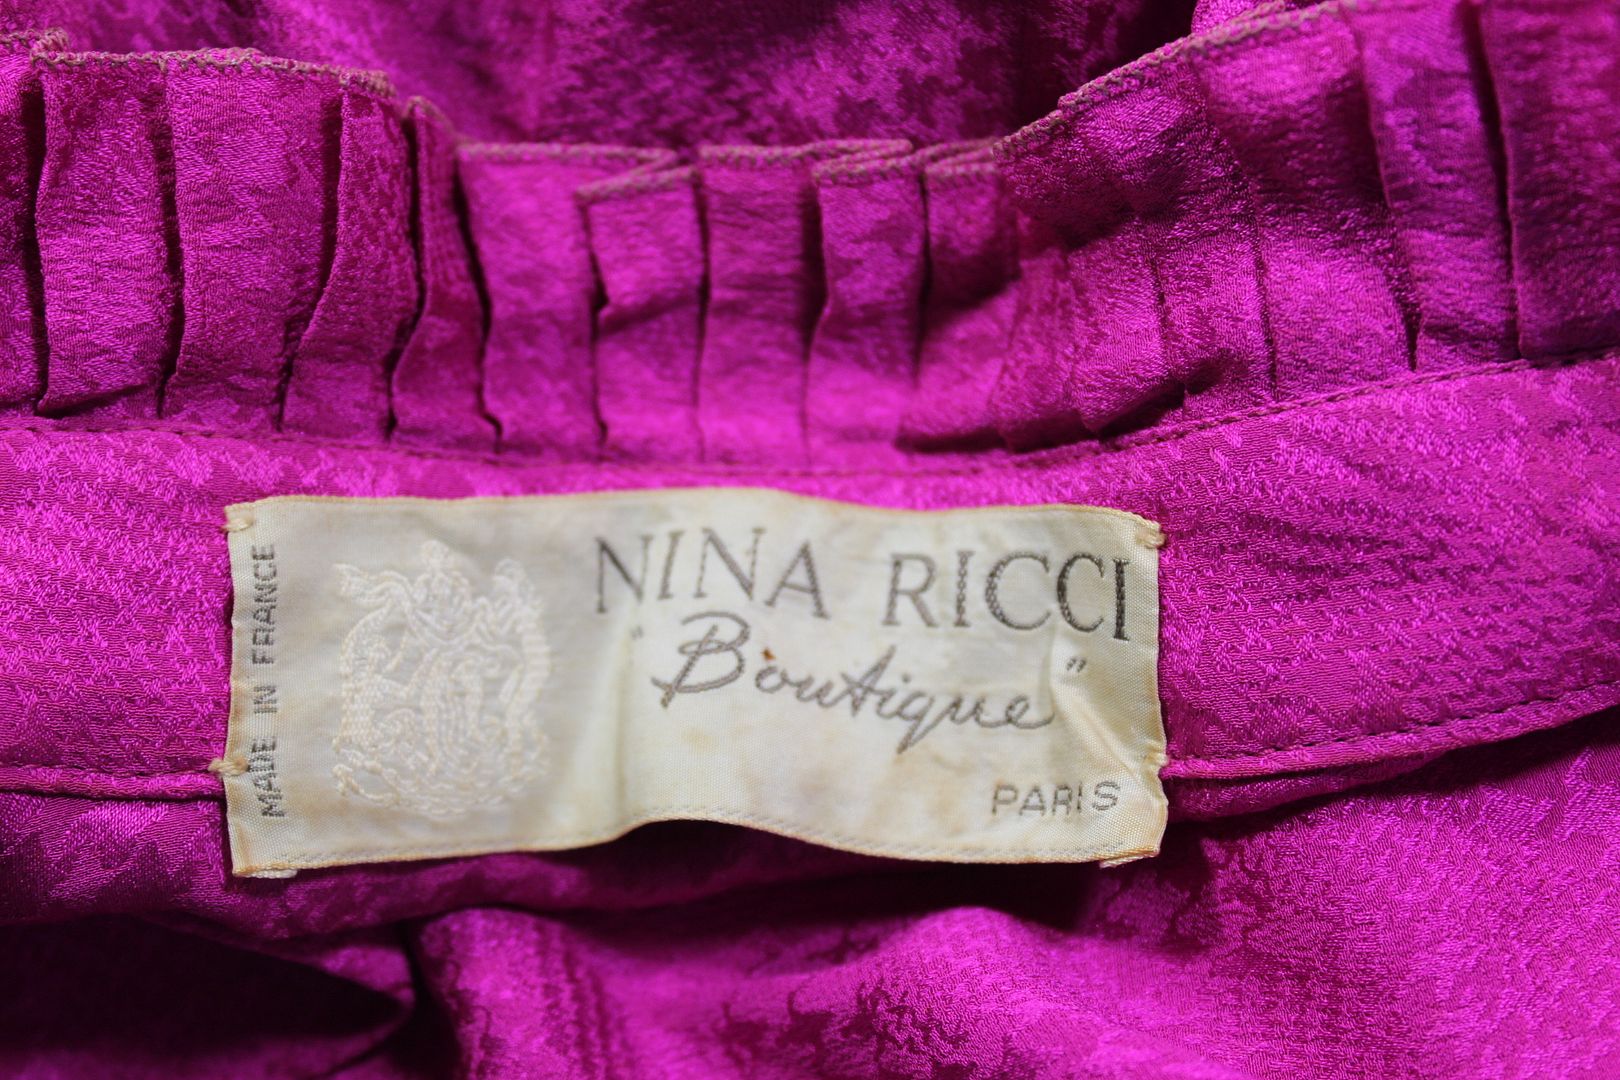 MADE IN FRANCE
NINA RICCI
"Boutique"
PARIS